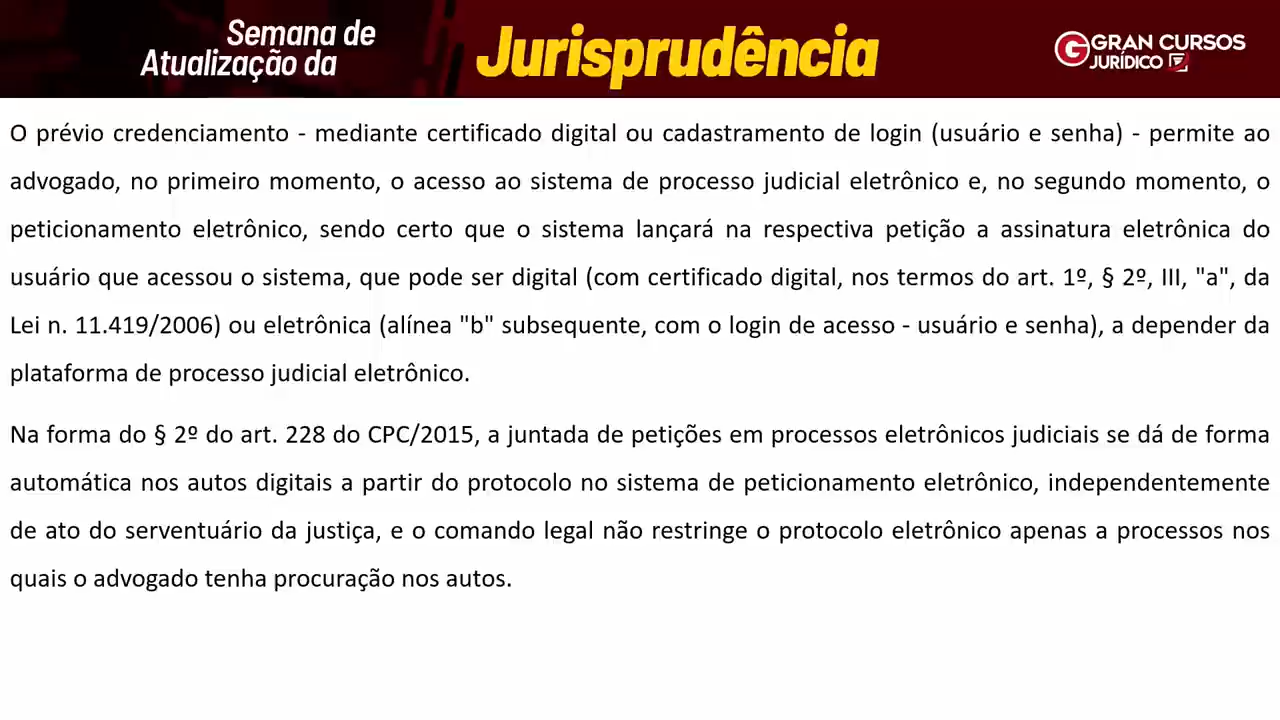 Semana de
Atualização da
Jurisprudência
GRAN CURSOS
JURÍDICO
O prévio credenciamento - mediante certificado digital ou cadastramento de login (usuário e senha) - permite ao
advogado, no primeiro momento, o acesso ao sistema de processo judicial eletrônico e, no segundo momento, o
peticionamento eletrônico, sendo certo que o sistema lançará na respectiva petição a assinatura eletrônica do
usuário que acessou o sistema, que pode ser digital (com certificado digital, nos termos do art. 1º, § 2º, III, "a", da
Lei n. 11.419/2006) ou eletrônica (alínea "b" subsequente, com o login de acesso - usuário e senha), a depender da
plataforma de processo judicial eletrônico.
Na forma do § 2º do art. 228 do CPC/2015, a juntada de petições em processos eletrônicos judiciais se dá de forma
automática nos autos digitais a partir do protocolo no sistema de peticionamento eletrônico, independentemente
de ato do serventuário da justiça, e o comando legal não restringe o protocolo eletrônico apenas a processos nos
quais o advogado tenha procuração nos autos.